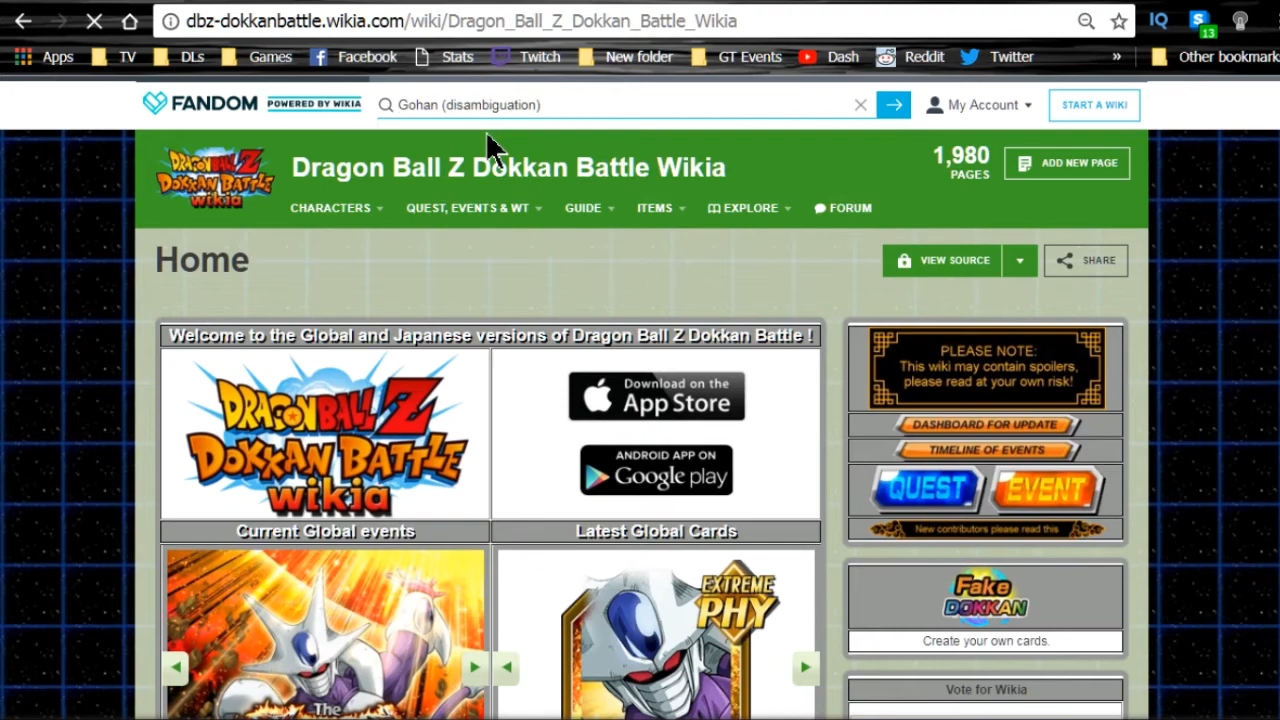 dbz-dokkanbattle.wikia.com/wiki/Dragon_Ball_Z_Dokkan_Battle_Wikia
IQ
S
13
Apps TV DLs Games Facebook Stats Twitch New folder GT Events Dash Reddit Twitter » Other bookmark
FANDOM POWERED BY WIKIA Gohan (disambiguation) My Account START A WIKI
DRAGON BALL Z
DOKKAN BATTLE
wikia
Dragon Ball Z Dokkan Battle Wikia
1,980
PAGES
ADD NEW PAGE
CHARACTERS QUEST, EVENTS & WT GUIDE ITEMS EXPLORE FORUM
Home
VIEW SOURCE SHARE
Welcome to the Global and Japanese versions of Dragon Ball Z Dokkan Battle !
DRAGON BALL Z
DOKKAN BATTLE
wikia
Download on the
App Store
ANDROID APP ON
Google play
Current Global events
Latest Global Cards
The
EXTREME
PHY
PLEASE NOTE:
This wiki may contain spoilers,
please read at your own risk!
DASHBOARD FOR UPDATE
TIMELINE OF EVENTS
QUEST EVENT
New contributors please read this
Fake
DOKKAN
Create your own cards.
Vote for Wikia